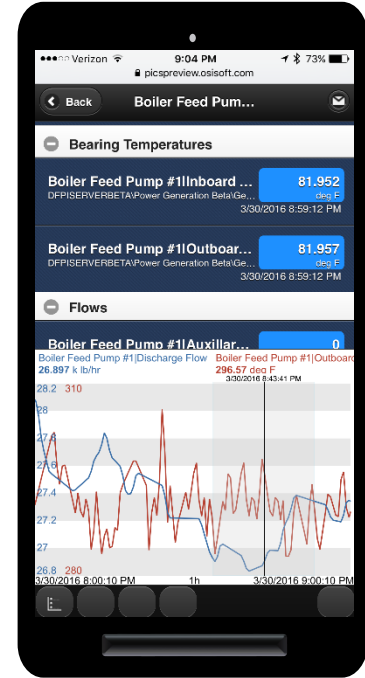 Verizon 9:04 PM 73%
picspreview.osisoft.com
Back Boiler Feed Pum...
Bearing Temperatures
Boiler Feed Pump #1|Inboard ... 81.952
DFPISERVERBETA\Power Generation Beta\Ge... deg F
3/30/2016 8:59:12 PM
Boiler Feed Pump #1|Outboar... 81.957
DFPISERVERBETA\Power Generation Beta\Ge... deg F
3/30/2016 8:59:12 PM
Flows
Boiler Feed Pump #1|Auxillar... 0
Boiler Feed Pump #1|Discharge Flow Boiler Feed Pump #1|Outboard
26.897 k lb/hr 296.57 deg F
3/30/2016 8:43:41 PM
28.2 310
28
27.8
27.6
27.4
27.2
27
26.8 280
3/30/2016 8:00:10 PM 1h 3/30/2016 9:00:10 PM